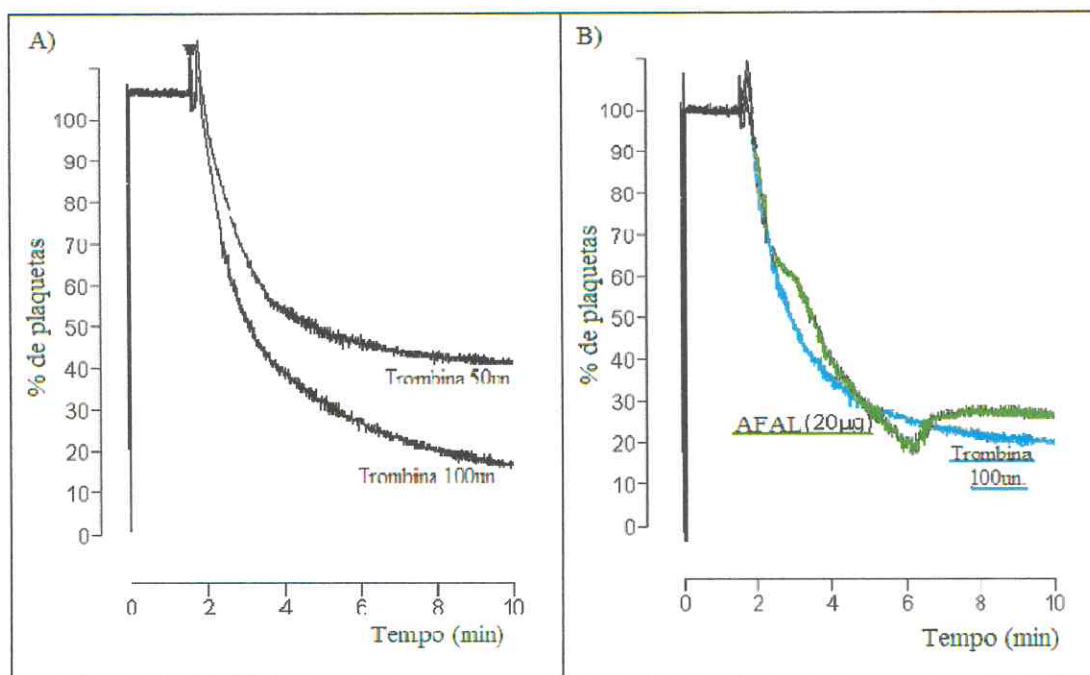 A)
% de plaquetas
100
90
80
70
60
50
40
30
20
10
0
Trombina 50un
Trombina 100un
0 2 4 6 8 10
Tempo (min)
B)
% de plaquetas
100
90
80
70
60
50
40
30
20
10
0
AFAL (20µg)
Trombina
100un.
0 2 4 6 8 10
Tempo (min)